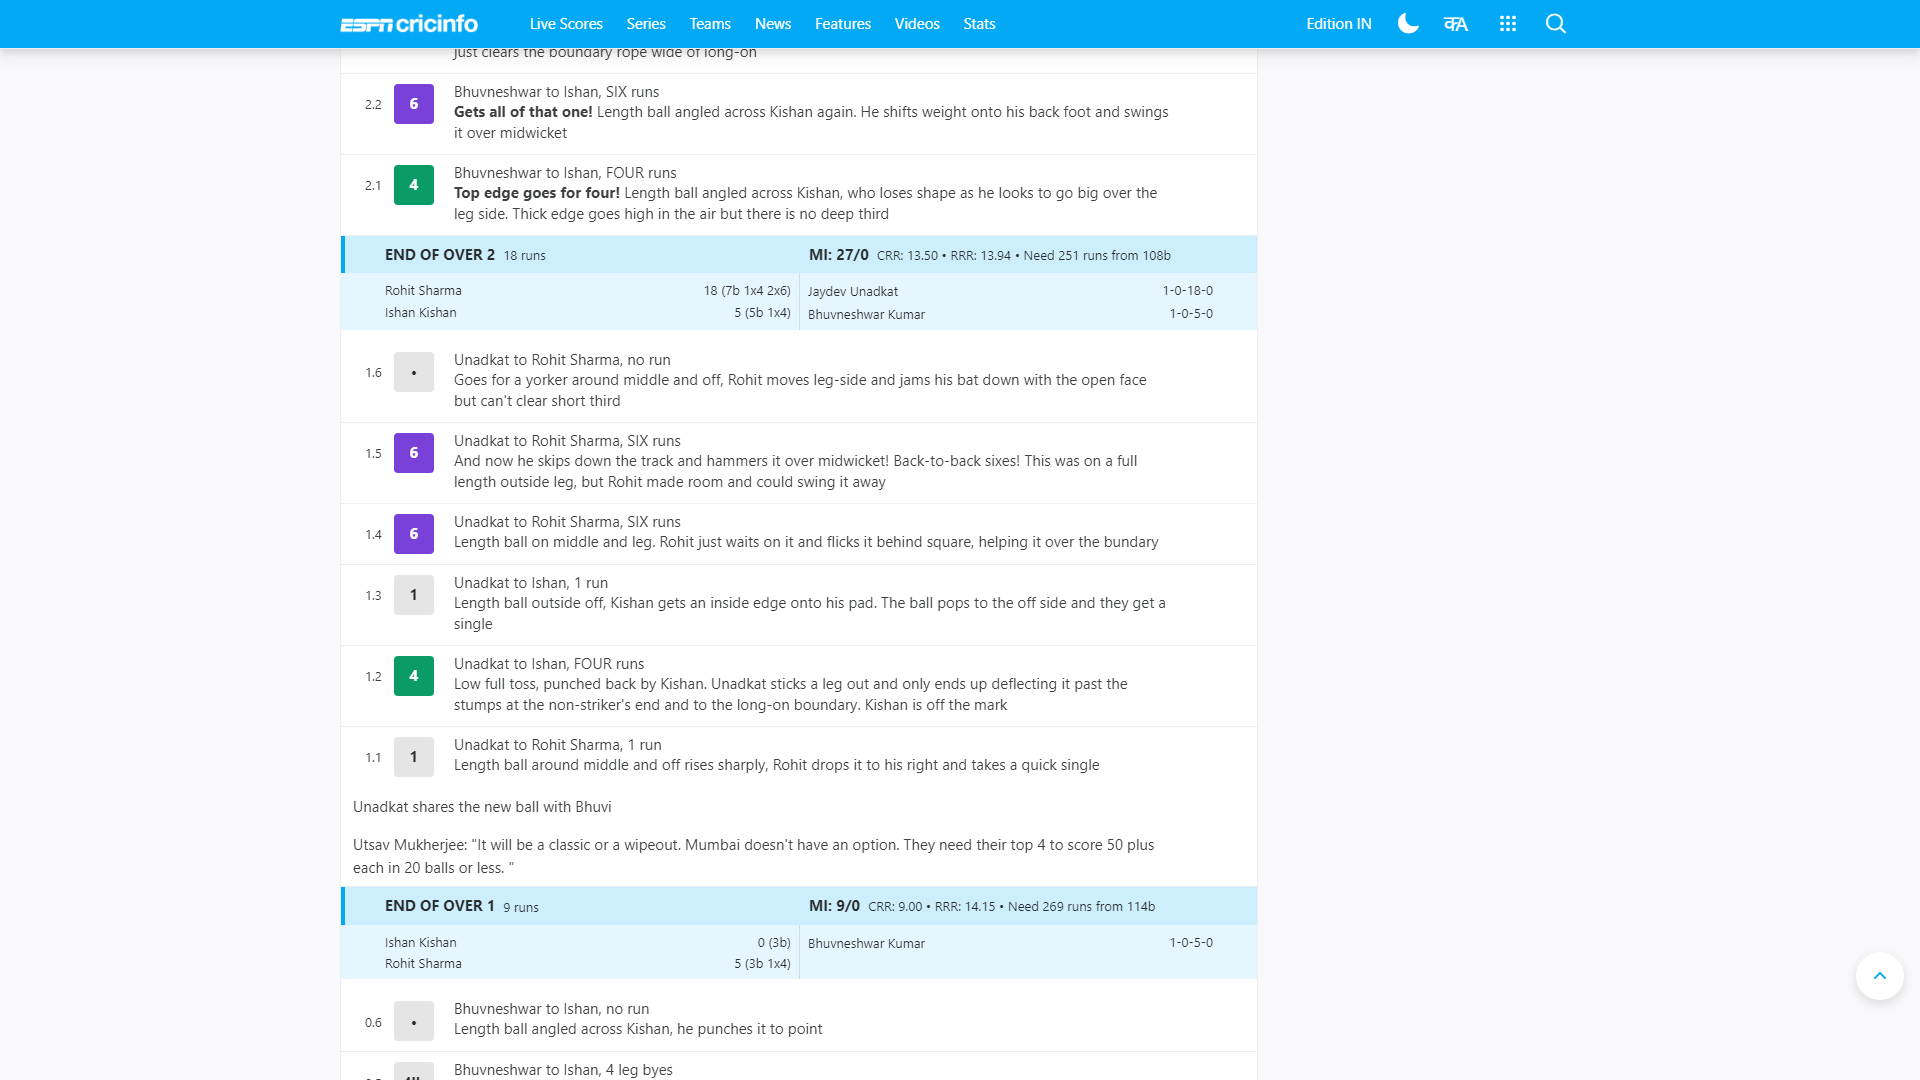 ESPN cricinfo Live Scores Series Teams News Features Videos Stats Edition IN क A
just clears the boundary rope wide of long-on
2.2 6 Bhuvneshwar to Ishan, SIX runs
Gets all of that one! Length ball angled across Kishan again. He shifts weight onto his back foot and swings
it over midwicket
2.1 4 Bhuvneshwar to Ishan, FOUR runs
Top edge goes for four! Length ball angled across Kishan, who loses shape as he looks to go big over the
leg side. Thick edge goes high in the air but there is no deep third
END OF OVER 2 18 runs MI: 27/0 CRR: 13.50 • RRR: 13.94 • Need 251 runs from 108b
Rohit Sharma 18 (7b 1x4 2x6) Jaydev Unadkat 1-0-18-0
Ishan Kishan 5 (5b 1x4) Bhuvneshwar Kumar 1-0-5-0
1.6 • Unadkat to Rohit Sharma, no run
Goes for a yorker around middle and off, Rohit moves leg-side and jams his bat down with the open face
but can't clear short third
1.5 6 Unadkat to Rohit Sharma, SIX runs
And now he skips down the track and hammers it over midwicket! Back-to-back sixes! This was on a full
length outside leg, but Rohit made room and could swing it away
1.4 6 Unadkat to Rohit Sharma, SIX runs
Length ball on middle and leg. Rohit just waits on it and flicks it behind square, helping it over the bundary
1.3 1 Unadkat to Ishan, 1 run
Length ball outside off, Kishan gets an inside edge onto his pad. The ball pops to the off side and they get a
single
1.2 4 Unadkat to Ishan, FOUR runs
Low full toss, punched back by Kishan. Unadkat sticks a leg out and only ends up deflecting it past the
stumps at the non-striker's end and to the long-on boundary. Kishan is off the mark
1.1 1 Unadkat to Rohit Sharma, 1 run
Length ball around middle and off rises sharply, Rohit drops it to his right and takes a quick single
Unadkat shares the new ball with Bhuvi
Utsav Mukherjee: "It will be a classic or a wipeout. Mumbai doesn't have an option. They need their top 4 to score 50 plus
each in 20 balls or less. "
END OF OVER 1 9 runs MI: 9/0 CRR: 9.00 • RRR: 14.15 • Need 269 runs from 114b
Ishan Kishan 0 (3b) Bhuvneshwar Kumar 1-0-5-0
Rohit Sharma 5 (3b 1x4)
0.6 • Bhuvneshwar to Ishan, no run
Length ball angled across Kishan, he punches it to point
Bhuvneshwar to Ishan, 4 leg byes